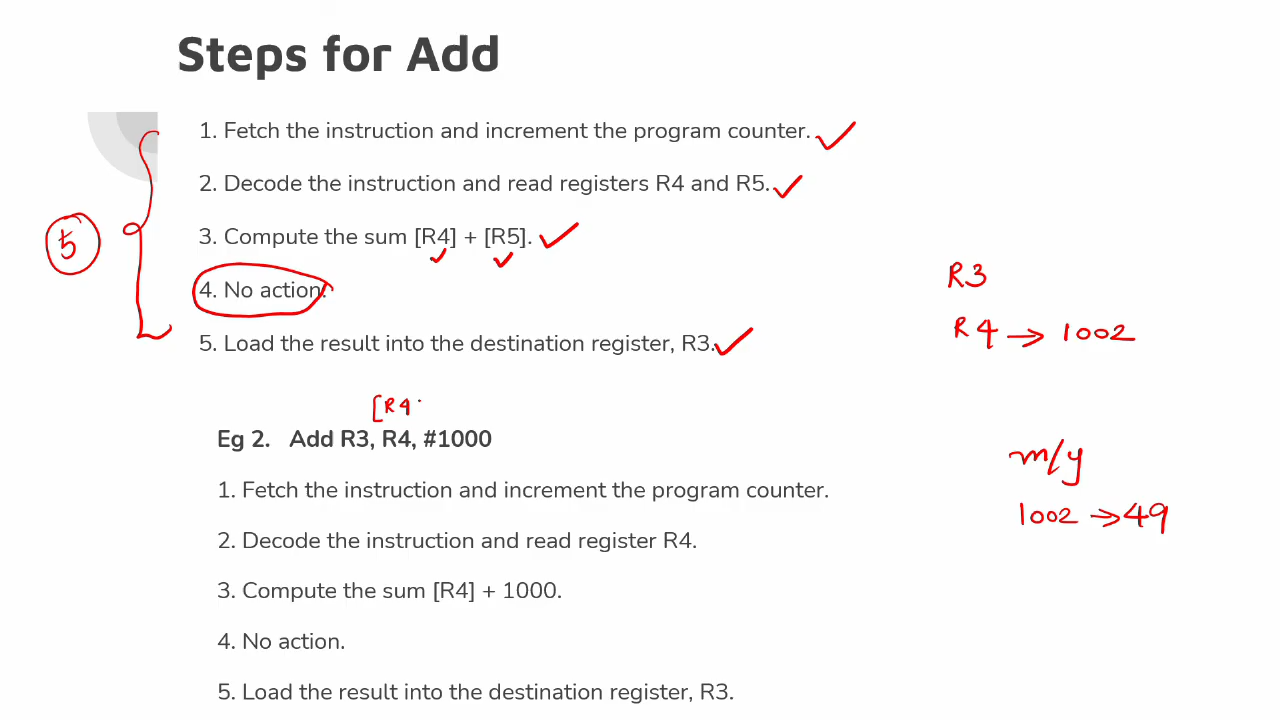 Steps for Add
1. Fetch the instruction and increment the program counter.
2. Decode the instruction and read registers R4 and R5.
5
3. Compute the sum [R4] + [R5].
4. No action.
5. Load the result into the destination register, R3.
R3
R4 → 1002
[R4
Eg 2. Add R3, R4, #1000
m/y
1002 → 49
1. Fetch the instruction and increment the program counter.
2. Decode the instruction and read register R4.
3. Compute the sum [R4] + 1000.
4. No action.
5. Load the result into the destination register, R3.